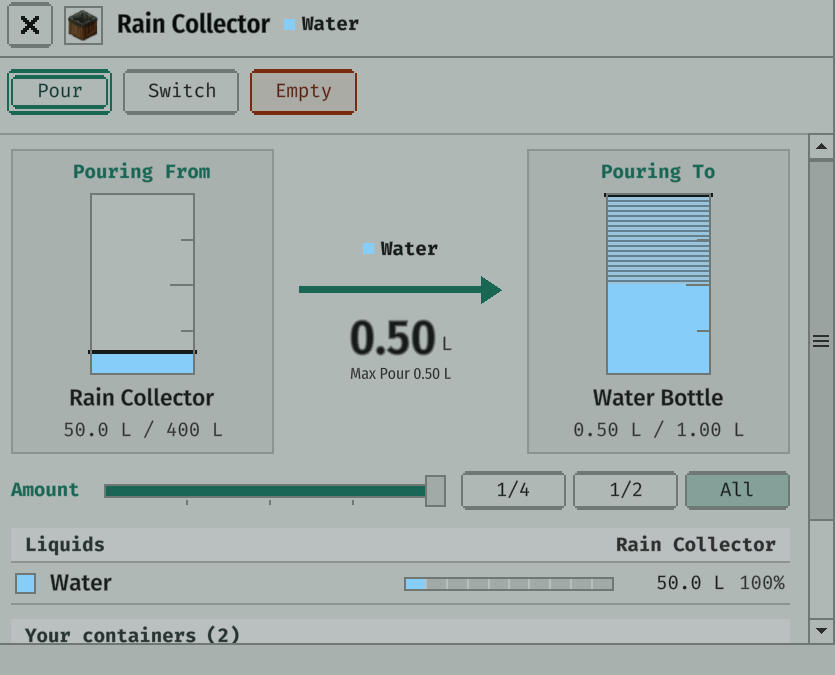 Rain Collector Water
Pour Switch Empty
Pouring From
Pouring To
Water
0.50 L
Max Pour 0.50 L
Rain Collector
50.0 L / 400 L
Water Bottle
0.50 L / 1.00 L
Amount 1/4 1/2 All
Liquids Rain Collector
Water 50.0 L 100%
Your containers (2)